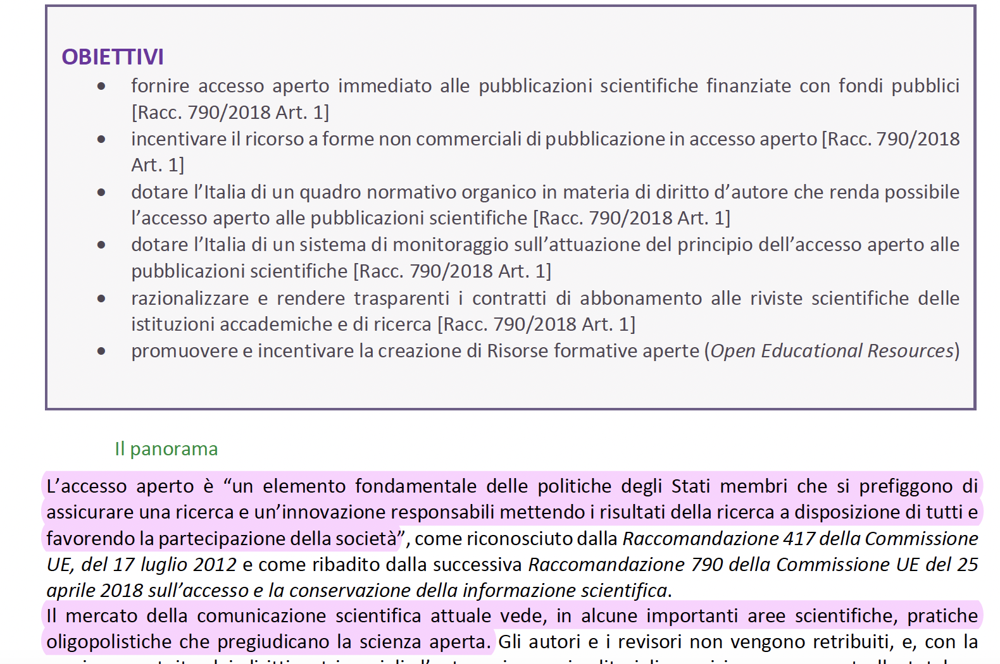 OBIETTIVI
• fornire accesso aperto immediato alle pubblicazioni scientifiche finanziate con fondi pubblici
[Racc. 790/2018 Art. 1]
• incentivare il ricorso a forme non commerciali di pubblicazione in accesso aperto [Racc. 790/2018
Art. 1]
• dotare l’Italia di un quadro normativo organico in materia di diritto d’autore che renda possibile
l’accesso aperto alle pubblicazioni scientifiche [Racc. 790/2018 Art. 1]
• dotare l’Italia di un sistema di monitoraggio sull’attuazione del principio dell’accesso aperto alle
pubblicazioni scientifiche [Racc. 790/2018 Art. 1]
• razionalizzare e rendere trasparenti i contratti di abbonamento alle riviste scientifiche delle
istituzioni accademiche e di ricerca [Racc. 790/2018 Art. 1]
• promuovere e incentivare la creazione di Risorse formative aperte (Open Educational Resources)
Il panorama
L’accesso aperto è “un elemento fondamentale delle politiche degli Stati membri che si prefiggono di
assicurare una ricerca e un’innovazione responsabili mettendo i risultati della ricerca a disposizione di tutti e
favorendo la partecipazione della società”, come riconosciuto dalla Raccomandazione 417 della Commissione
UE, del 17 luglio 2012 e come ribadito dalla successiva Raccomandazione 790 della Commissione UE del 25
aprile 2018 sull’accesso e la conservazione della informazione scientifica.
Il mercato della comunicazione scientifica attuale vede, in alcune importanti aree scientifiche, pratiche
oligopolistiche che pregiudicano la scienza aperta. Gli autori e i revisori non vengono retribuiti, e, con la